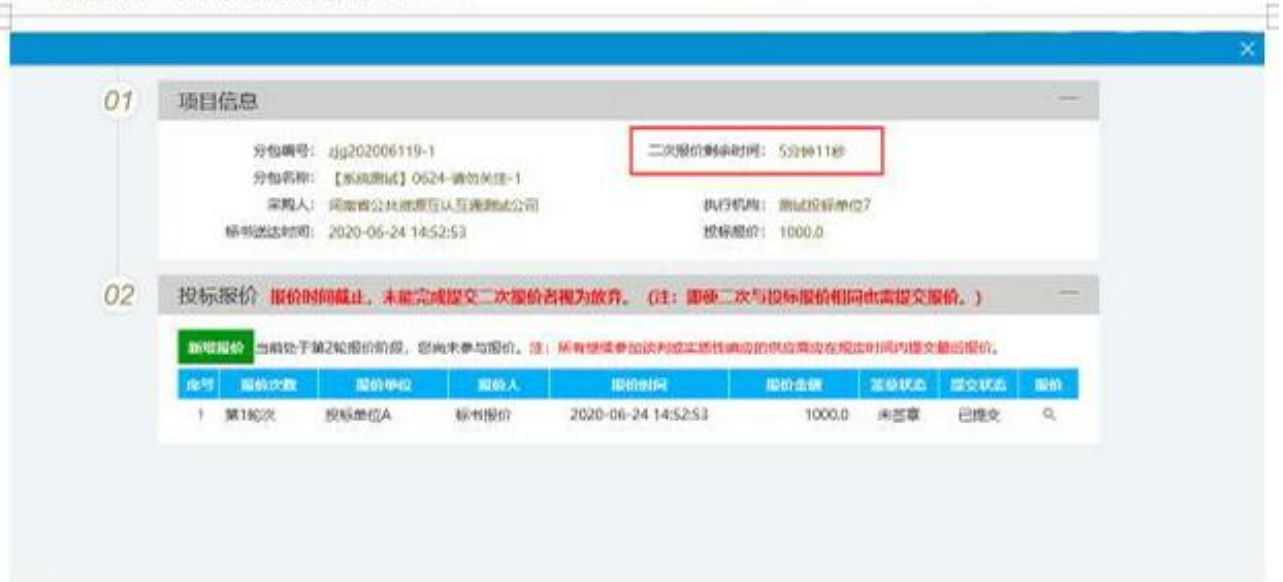 01 项目信息
分包编号: zjg202006119-1 二次报价剩余时间: 5分钟11秒
分包名称: 【系统测试】0624-请勿关注-1
采购人: 河南省公共资源互认互通测试公司 执行机构: 测试投标单位7
标书送达时间: 2020-06-24 14:52:53 投标报价: 1000.0
02 投标报价 报价时间截止，未能完成提交二次报价者视为放弃。（注：即便二次与投标报价相同也需提交报价。）
新增报价 当前处于第2轮报价阶段，您尚未参与报价。注：所有继续参加谈判或实质性响应的供应商应在规定时间内提交最后报价。
序号 报价次数 报价单位 报价人 报价时间 报价金额 签章状态 提交状态 报价
1 第1轮次 投标单位A 标书报价 2020-06-24 14:52:53 1000.0 未签章 已提交